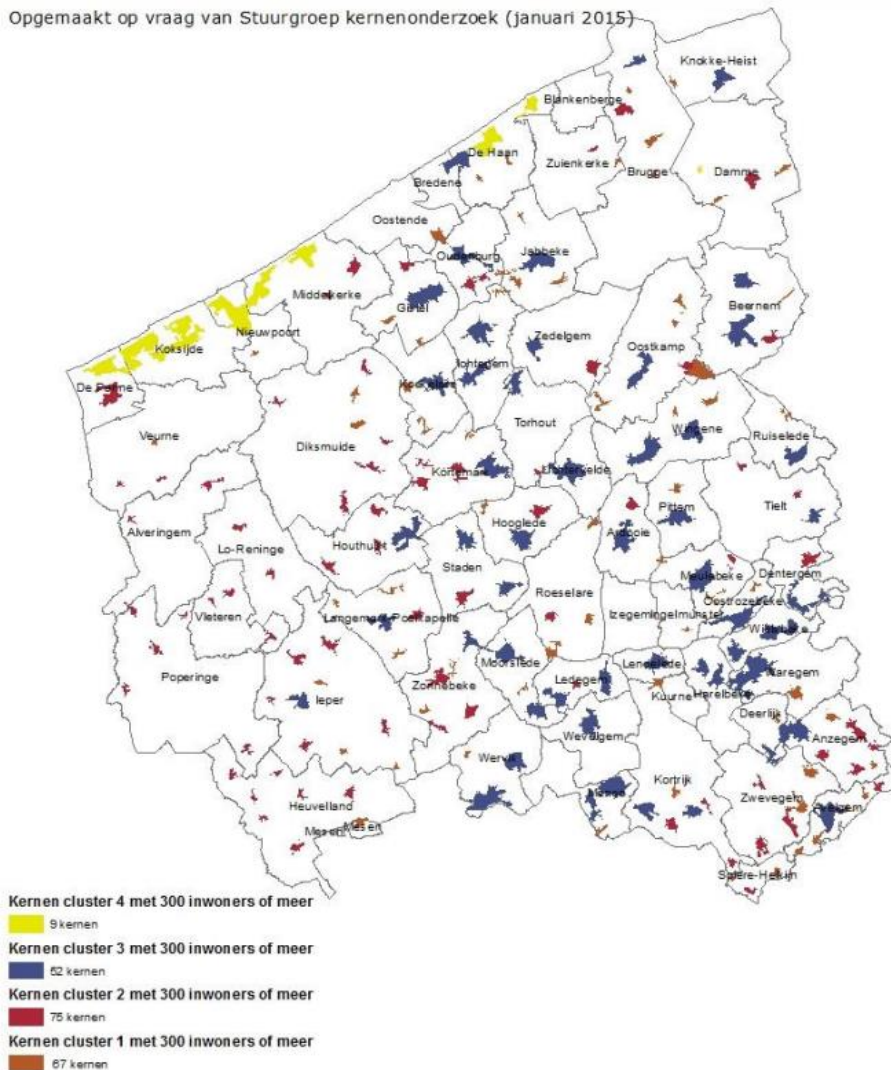 Opgemaakt op vraag van Stuurgroep kernenonderzoek (januari 2015)
Knokke-Heist
Blankenberge
De Haan
Zuienkerke
Brugge
Damme
Bredene
Oostende
Oudenburg
Jabbeke
Middelkerke
Gistel
Beernem
Nieuwpoort
Koksijde
Zedelgem
Oostkamp
Ichtegem
De Panne
Koekelare
Torhout
Veurne
Diksmuide
Wingene
Ruiselede
Kortemark
Lichtervelde
Pittem
Tielt
Alveringem
Lo-Reninge
Houthulst
Hooglede
Ardooie
Staden
Meulebeke
Dentergem
Roeselare
Vleteren
Langemark-Poelkapelle
Izegem
Ingelmunster
Oostrozebeke
Wielsbeke
Poperinge
Ieper
Zonnebeke
Moorslede
Ledegem
Lendelede
Kuurne
Harelbeke
Waregem
Deerlijk
Anzegem
Wevelgem
Wervik
Menen
Kortrijk
Zwevegem
Avelgem
Heuvelland
Mesen
Mesen
Spiere-Helkijn
Kernen cluster 4 met 300 inwoners of meer
9 kernen
Kernen cluster 3 met 300 inwoners of meer
62 kernen
Kernen cluster 2 met 300 inwoners of meer
75 kernen
Kernen cluster 1 met 300 inwoners of meer
67 kernen